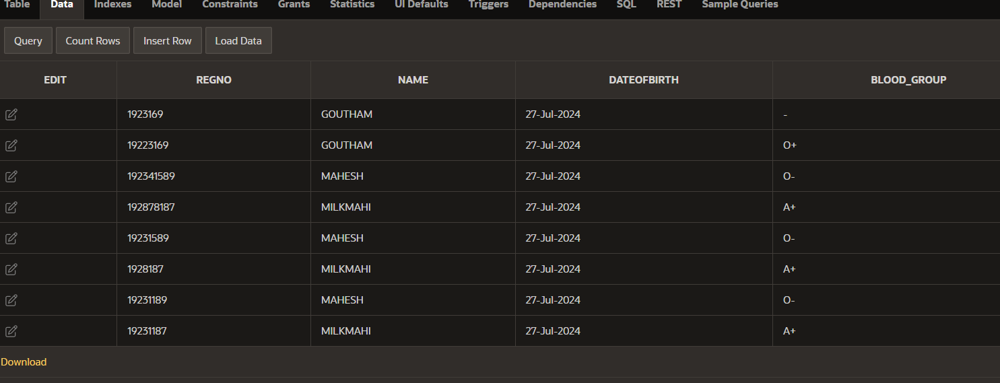 Table Data Indexes Model Constraints Grants Statistics UI Defaults Triggers Dependencies SQL REST Sample Queries
Query Count Rows Insert Row Load Data
EDIT REGNO NAME DATEOFBIRTH BLOOD_GROUP
1923169 GOUTHAM 27-Jul-2024 -
19223169 GOUTHAM 27-Jul-2024 O+
192341589 MAHESH 27-Jul-2024 O-
192878187 MILKMAHI 27-Jul-2024 A+
19231589 MAHESH 27-Jul-2024 O-
1928187 MILKMAHI 27-Jul-2024 A+
19231189 MAHESH 27-Jul-2024 O-
19231187 MILKMAHI 27-Jul-2024 A+
Download